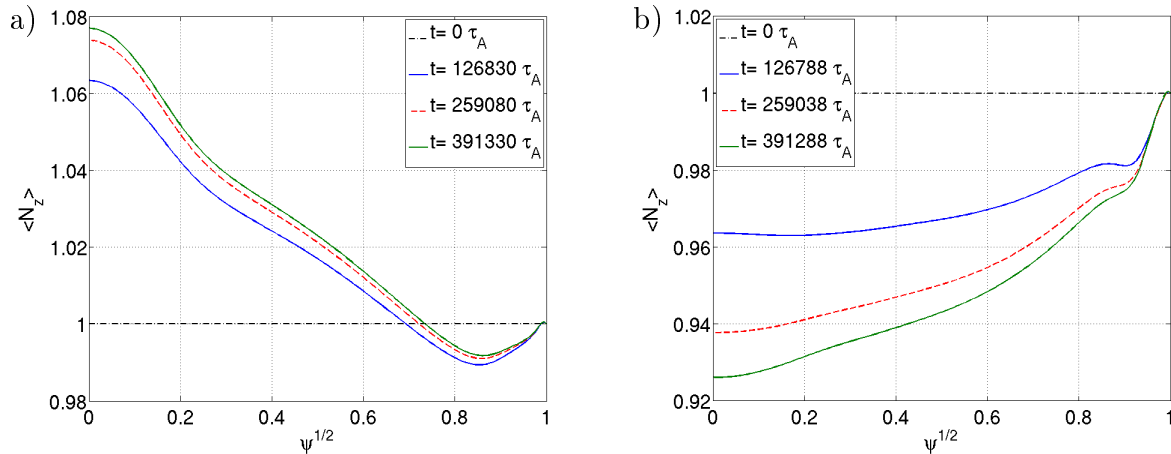 a)
1.08
1.06
1.04
1.02
1
0.98
<N_z>
t= 0 τ_A
t= 126830 τ_A
t= 259080 τ_A
t= 391330 τ_A
0 0.2 0.4 0.6 0.8 1
ψ^{1/2}
b)
1.02
1
0.98
0.96
0.94
0.92
<N_z>
t= 0 τ_A
t= 126788 τ_A
t= 259038 τ_A
t= 391288 τ_A
0 0.2 0.4 0.6 0.8 1
ψ^{1/2}